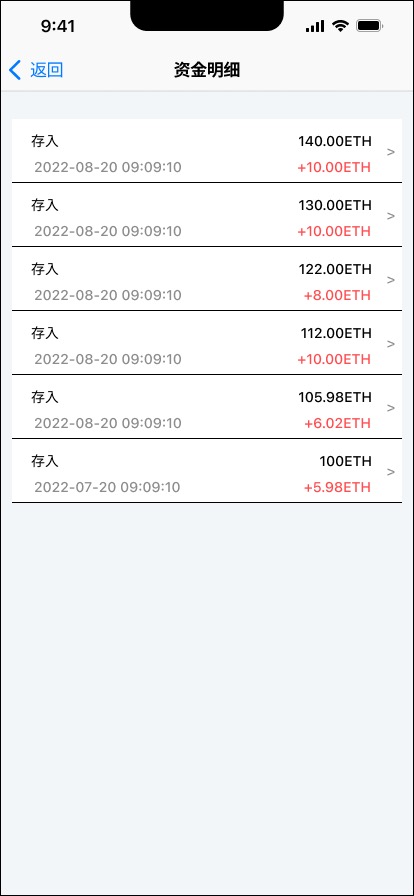 9:41
返回
资金明细
存入 140.00ETH
2022-08-20 09:09:10 +10.00ETH >
存入 130.00ETH
2022-08-20 09:09:10 +10.00ETH >
存入 122.00ETH
2022-08-20 09:09:10 +8.00ETH >
存入 112.00ETH
2022-08-20 09:09:10 +10.00ETH >
存入 105.98ETH
2022-08-20 09:09:10 +6.02ETH >
存入 100ETH
2022-07-20 09:09:10 +5.98ETH >